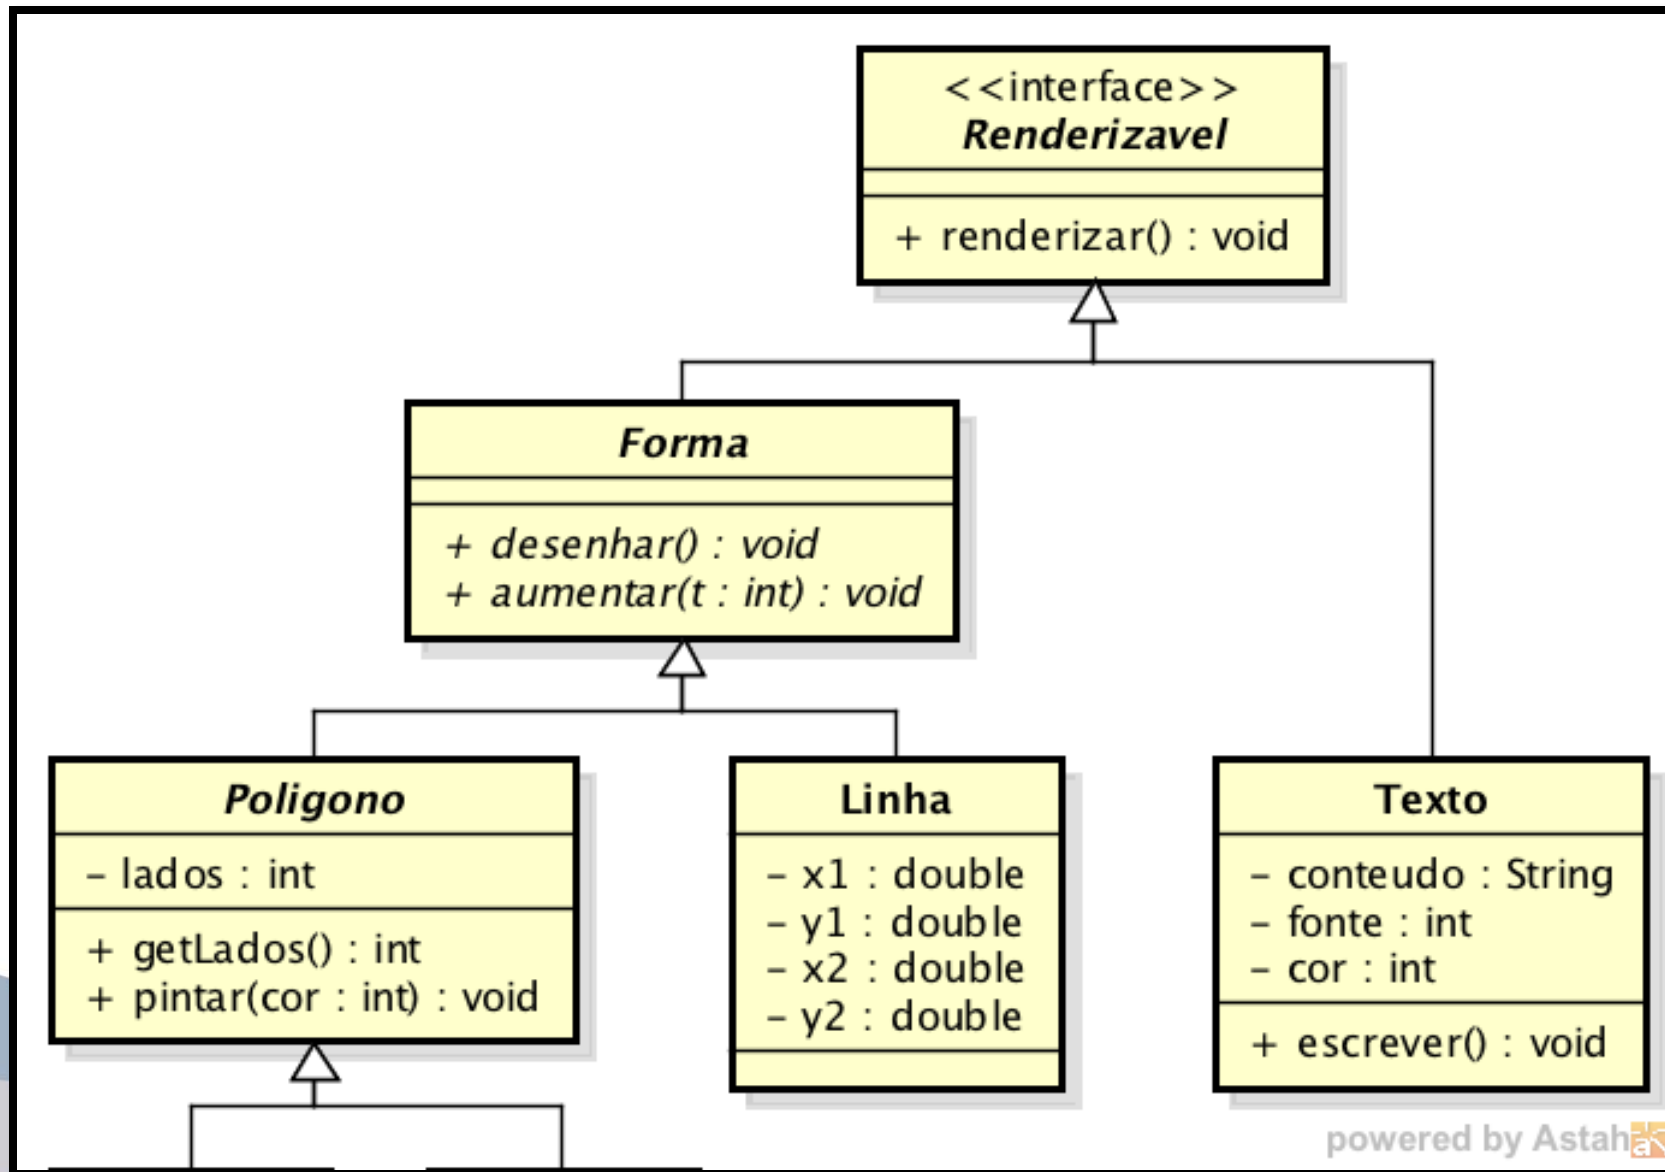 <<interface>>
Renderizavel
+ renderizar() : void
Forma
+ desenhar() : void
+ aumentar(t : int) : void
Poligono
- lados : int
+ getLados() : int
+ pintar(cor : int) : void
Linha
- x1 : double
- y1 : double
- x2 : double
- y2 : double
Texto
- conteudo : String
- fonte : int
- cor : int
+ escrever() : void
powered by Astah